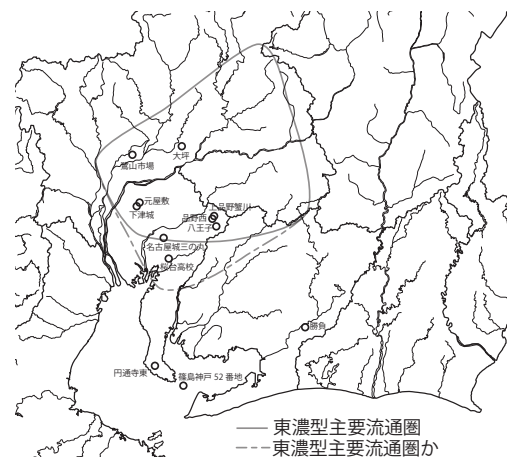 大坪
鷺山市場
元屋敷
下津城
上品野蟹川
品野西
八王子
名古屋城三の丸
桜台高校
勝負
円通寺東
篠島神戸 52 番地
東濃型主要流通圏
東濃型主要流通圏か